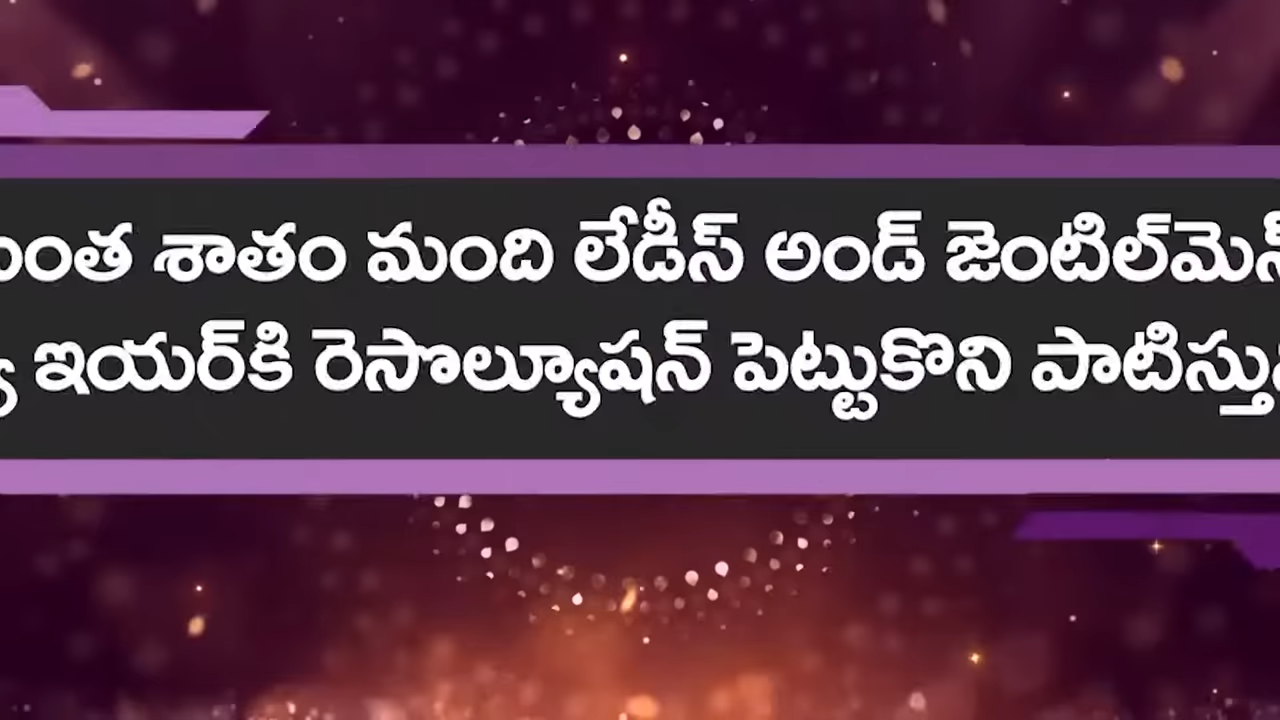 శాతం మంది లేడీస్ అండ్ జెంటిల్‌మెన్
ఇయర్‌కి రెసొల్యూషన్ పెట్టుకొని